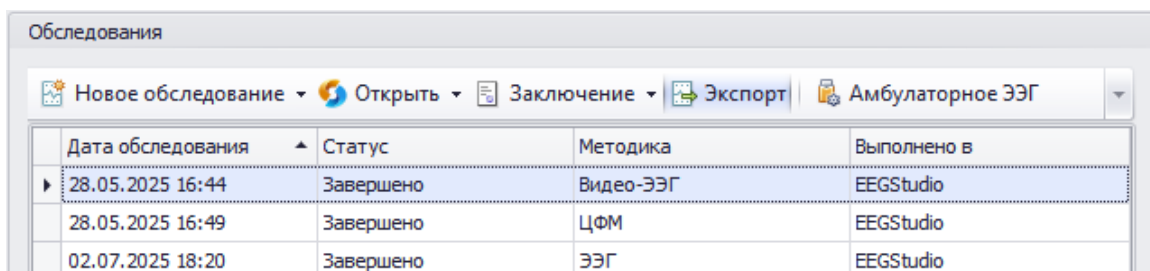 Обследования
Новое обследование Открыть Заключение Экспорт Амбулаторное ЭЭГ
Дата обследования Статус Методика Выполнено в
28.05.2025 16:44 Завершено Видео-ЭЭГ EEGStudio
28.05.2025 16:49 Завершено ЦФМ EEGStudio
02.07.2025 18:20 Завершено ЭЭГ EEGStudio